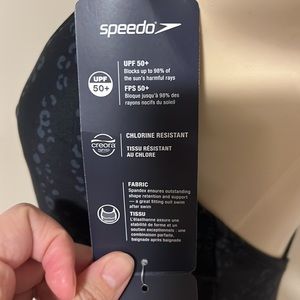 speedo
UPF
50+
UPF 50+
Blocks up to 98% of
the sun's harmful rays
FPS 50+
Bloque jusqu'à 98% des
rayons nocifs du soleil
creora
CHLORINE RESISTANT
TISSU RÉSISTANT
AU CHLORE
FABRIC
Spandex ensures outstanding
shape retention and support
— a great fitting suit swim
after swim
TISSU
L'élasthanne assure une
stabilité de forme et un
soutien exceptionnels : une
combinaison parfaite,
baignade après baignade